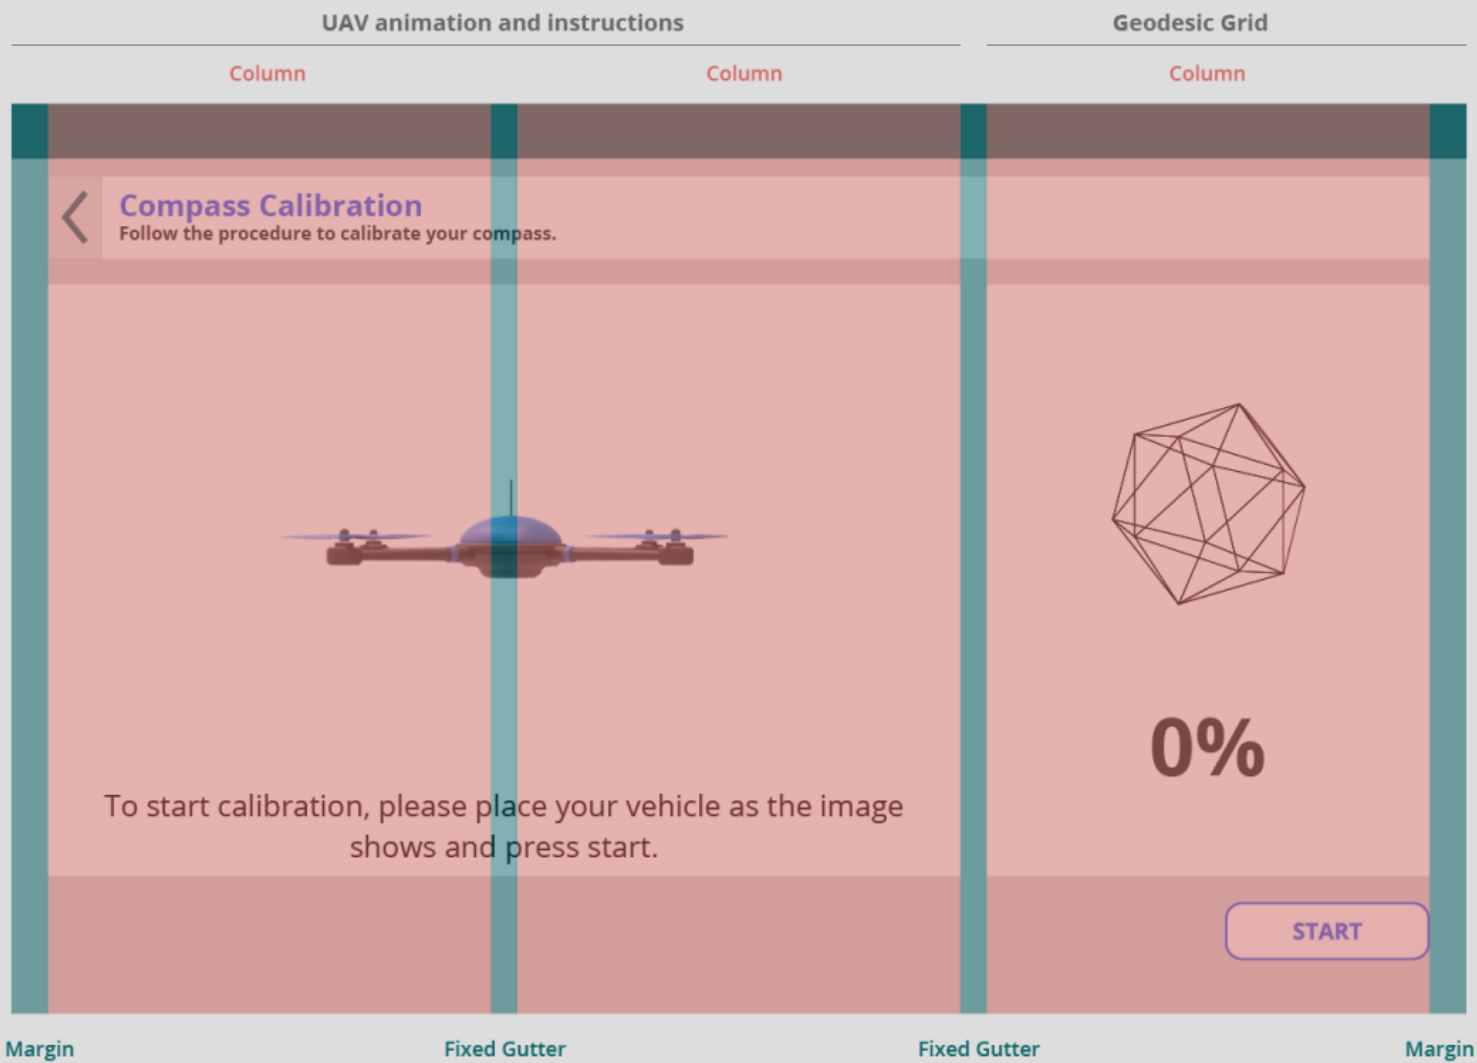 UAV animation and instructions
Geodesic Grid
Column
Column
Column
Compass Calibration
Follow the procedure to calibrate your compass.
0%
To start calibration, please place your vehicle as the image
shows and press start.
START
Margin
Fixed Gutter
Fixed Gutter
Margin